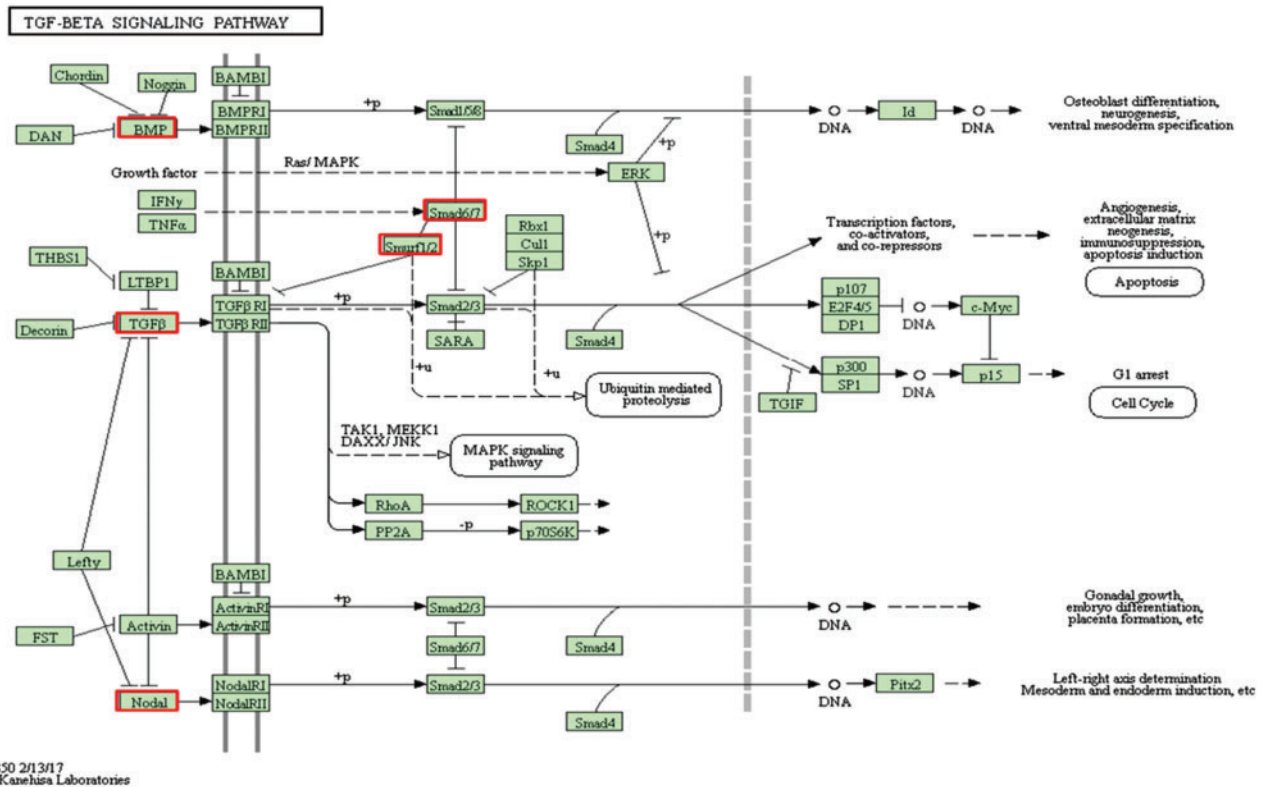 TGF-BETA SIGNALING PATHWAY
Chordin
Noggin
BAMBI
DAN
BMP
BMPRI
BMPRII
+p
Smad1/5/8
Smad4
DNA
Id
DNA
Osteoblast differentiation,
neurogenesis,
ventral mesoderm specification
Growth factor
Ras/ MAPK
+p
ERK
+p
IFNγ
TNFα
Smad6/7
Smurf1/2
Rbx1
Cul1
Skp1
Transcription factors,
co-activators,
and co-repressors
Angiogenesis,
extracellular matrix
neogenesis,
immunosuppression,
apoptosis induction
Apoptosis
THBS1
LTBP1
BAMBI
Decorin
TGFβ
TGFβ RI
TGFβ RII
+p
Smad2/3
SARA
Smad4
p107
E2F4/5
DP1
DNA
c-Myc
+u
+u
Ubiquitin mediated
proteolysis
TGIF
p300
SP1
DNA
p15
G1 arrest
Cell Cycle
TAK1, MEKK1
DAXX/ JNK
MAPK signaling
pathway
RhoA
ROCK1
PP2A
-p
p70S6K
Lefty
BAMBI
FST
Activin
ActivinRI
ActivinRII
+p
Smad2/3
Smad4
DNA
Gonadal growth,
embryo differentiation,
placenta formation, etc
Smad6/7
Nodal
NodalRI
NodalRII
+p
Smad2/3
Smad4
DNA
Pitx2
Left-right axis determination
Mesoderm and endoderm induction, etc
50 2/13/17
Kanehisa Laboratories